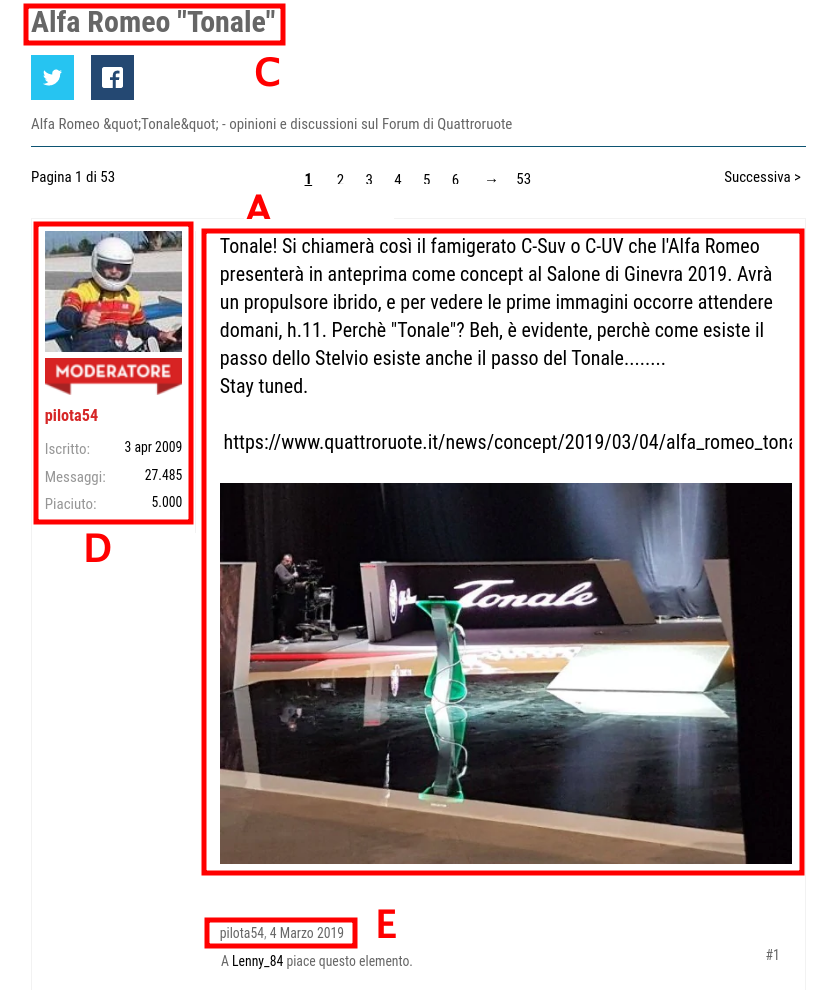 Alfa Romeo "Tonale"
C
Alfa Romeo &quot;Tonale&quot; - opinioni e discussioni sul Forum di Quattroruote
Pagina 1 di 53
1 2 3 4 5 6 → 53
Successiva >
A
MODERATORE
pilota54
Iscritto: 3 apr 2009
Messaggi: 27.485
Piaciuto: 5.000
D
Tonale! Si chiamerà così il famigerato C-Suv o C-UV che l'Alfa Romeo
presenterà in anteprima come concept al Salone di Ginevra 2019. Avrà
un propulsore ibrido, e per vedere le prime immagini occorre attendere
domani, h.11. Perchè "Tonale"? Beh, è evidente, perchè come esiste il
passo dello Stelvio esiste anche il passo del Tonale........
Stay tuned.
https://www.quattroruote.it/news/concept/2019/03/04/alfa_romeo_tona
Tonale
pilota54, 4 Marzo 2019
E
A Lenny_84 piace questo elemento.
#1